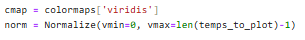 cmap = colormaps['viridis']
norm = Normalize(vmin=0, vmax=len(temps_to_plot)-1)